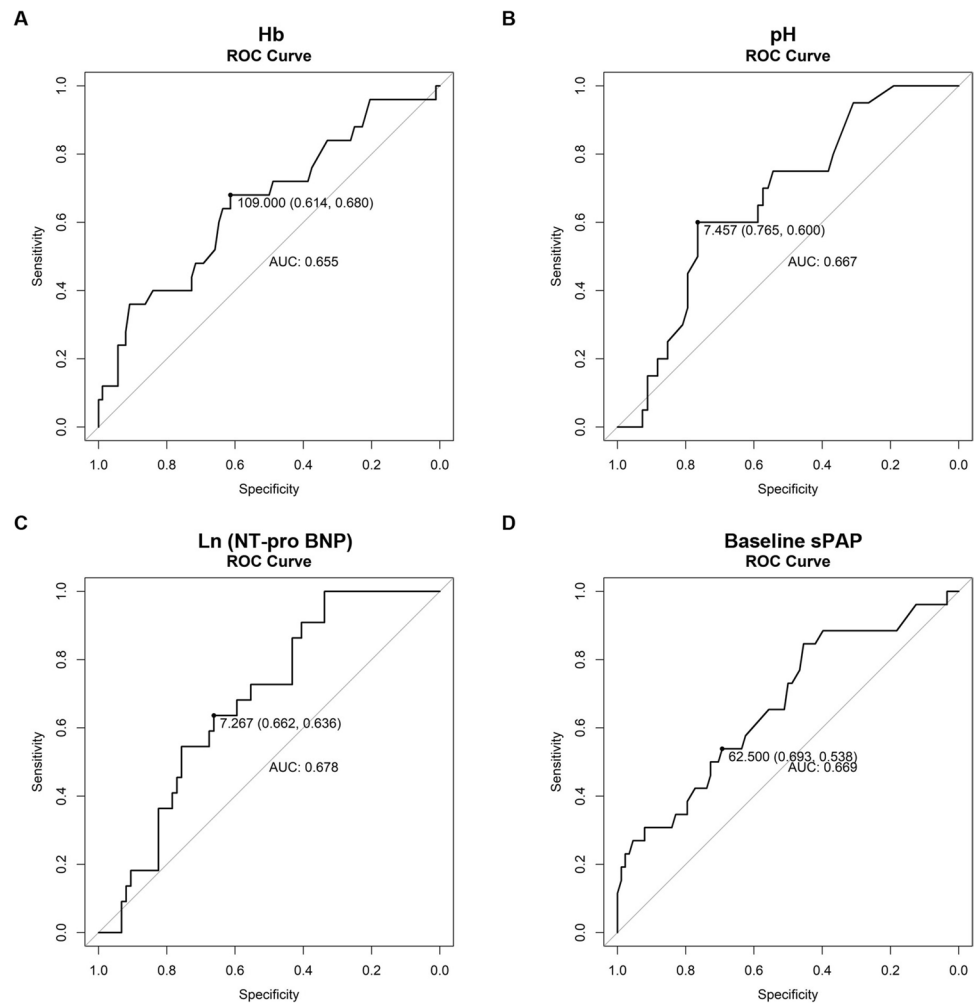 A
Hb
ROC Curve
1.0
0.8
0.6
0.4
0.2
0.0
Sensitivity
109.000 (0.614, 0.680)
AUC: 0.655
1.0 0.8 0.6 0.4 0.2 0.0
Specificity
B
pH
ROC Curve
1.0
0.8
0.6
0.4
0.2
0.0
Sensitivity
7.457 (0.765, 0.600)
AUC: 0.667
1.0 0.8 0.6 0.4 0.2 0.0
Specificity
C
Ln (NT-pro BNP)
ROC Curve
1.0
0.8
0.6
0.4
0.2
0.0
Sensitivity
7.267 (0.662, 0.636)
AUC: 0.678
1.0 0.8 0.6 0.4 0.2 0.0
Specificity
D
Baseline sPAP
ROC Curve
1.0
0.8
0.6
0.4
0.2
0.0
Sensitivity
62.500 (0.693, 0.538)
AUC: 0.669
1.0 0.8 0.6 0.4 0.2 0.0
Specificity